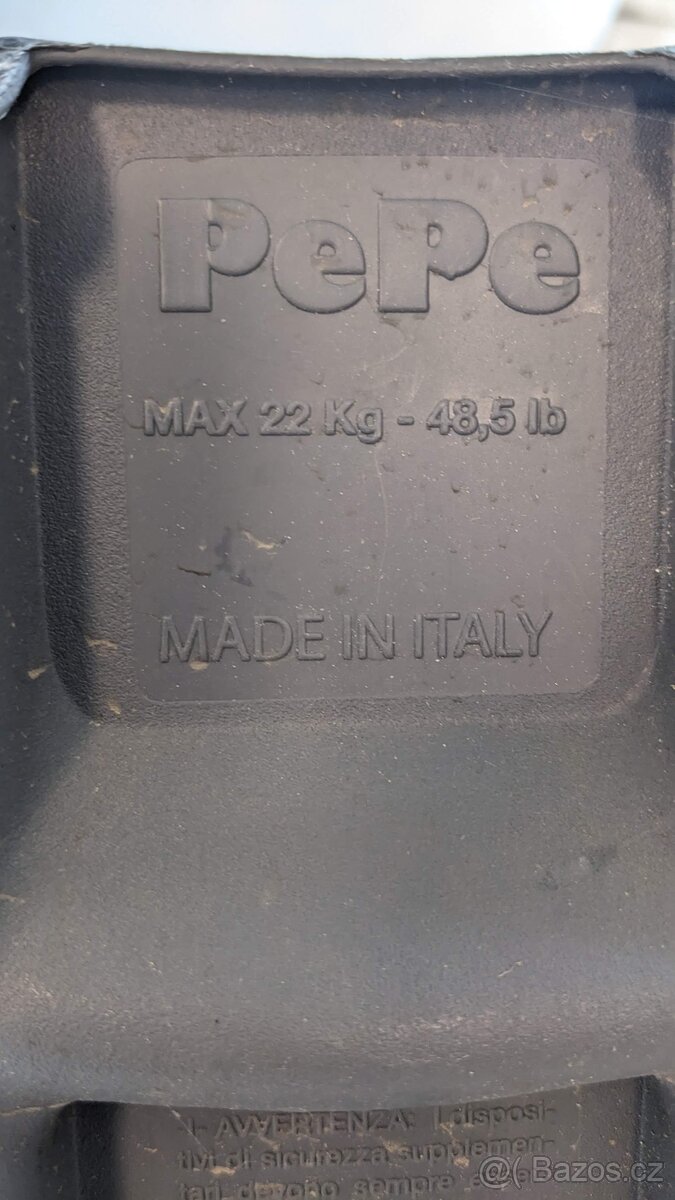 PePe
MAX 22 Kg - 48,5 lb
MADE IN ITALY
-I- AVVERTENZA: I disposi-
tivi di sicurezza supplemen-
tari devono sempre
Bazos.cz